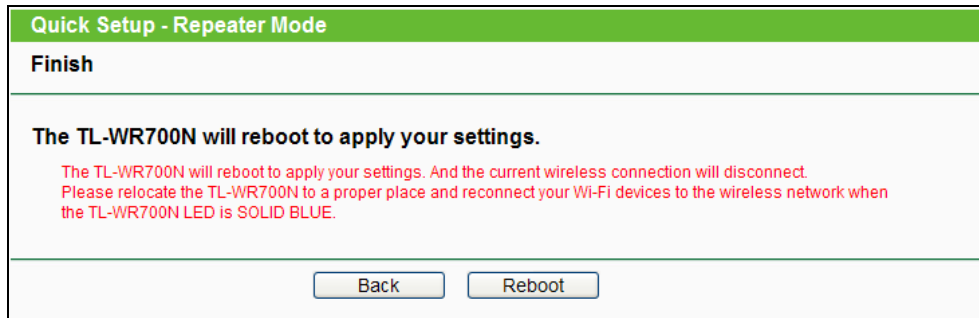 Quick Setup - Repeater Mode
Finish
The TL-WR700N will reboot to apply your settings.
The TL-WR700N will reboot to apply your settings. And the current wireless connection will disconnect.
Please relocate the TL-WR700N to a proper place and reconnect your Wi-Fi devices to the wireless network when
the TL-WR700N LED is SOLID BLUE.
Back Reboot